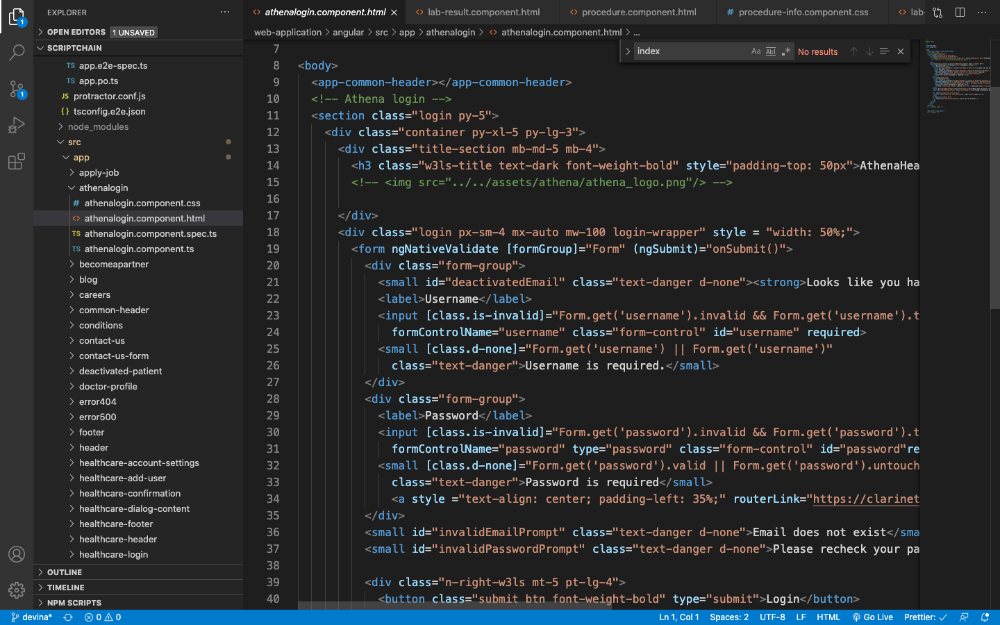 EXPLORER
OPEN EDITORS 1 UNSAVED
SCRIPTCHAIN
TS app.e2e-spec.ts
TS app.po.ts
JS protractor.conf.js
{} tsconfig.e2e.json
node_modules
src
app
apply-job
athenalogin
# athenalogin.component.css
<> athenalogin.component.html
TS athenalogin.component.spec.ts
TS athenalogin.component.ts
becomeapartner
blog
careers
common-header
conditions
contact-us
contact-us-form
deactivated-patient
doctor-profile
error404
error500
footer
header
healthcare-account-settings
healthcare-add-user
healthcare-confirmation
healthcare-dialog-content
healthcare-footer
healthcare-header
healthcare-login
OUTLINE
TIMELINE
NPM SCRIPTS
1
1
<> athenalogin.component.html <> lab-result.component.html <> procedure.component.html # procedure-info.component.css <> lab-
web-application > angular > src > app > athenalogin > <> athenalogin.component.html > ...
index Aa Abl .* No results
7
8 <body>
9 <app-common-header></app-common-header>
10 <!-- Athena login -->
11 <section class="login py-5">
12 <div class="container py-xl-5 py-lg-3">
13 <div class="title-section mb-md-5 mb-4">
14 <h3 class="w3ls-title text-dark font-weight-bold" style="padding-top: 50px">AthenaHea
15 <!-- <img src="../../assets/athena/athena_logo.png"/> -->
16
17 </div>
18 <div class="login px-sm-4 mx-auto mw-100 login-wrapper" style = "width: 50%;">
19 <form ngNativeValidate [formGroup]="Form" (ngSubmit)="onSubmit()">
20 <div class="form-group">
21 <small id="deactivatedEmail" class="text-danger d-none"><strong>Looks like you ha
22 <label>Username</label>
23 <input [class.is-invalid]="Form.get('username').invalid && Form.get('username').t
24 formControlName="username" class="form-control" id="username" required>
25 <small [class.d-none]="Form.get('username') || Form.get('username')"
26 class="text-danger">Username is required.</small>
27 </div>
28 <div class="form-group">
29 <label>Password</label>
30 <input [class.is-invalid]="Form.get('password').invalid && Form.get('password').t
31 formControlName="password" type="password" class="form-control" id="password"re
32 <small [class.d-none]="Form.get('password').valid || Form.get('password').untouch
33 class="text-danger">Password is required</small>
34 <a style ="text-align: center; padding-left: 35%;" routerLink="https://clarinet
35 </div>
36 <small id="invalidEmailPrompt" class="text-danger d-none">Email does not exist</sma
37 <small id="invalidPasswordPrompt" class="text-danger d-none">Please recheck your pa
38
39 <div class="n-right-w3ls mt-5 pt-lg-4">
40 <button class="submit btn font-weight-bold" type="submit">Login</button>
devina* 0 0 Ln 1, Col 1 Spaces: 2 UTF-8 LF HTML Go Live Prettier: ✓